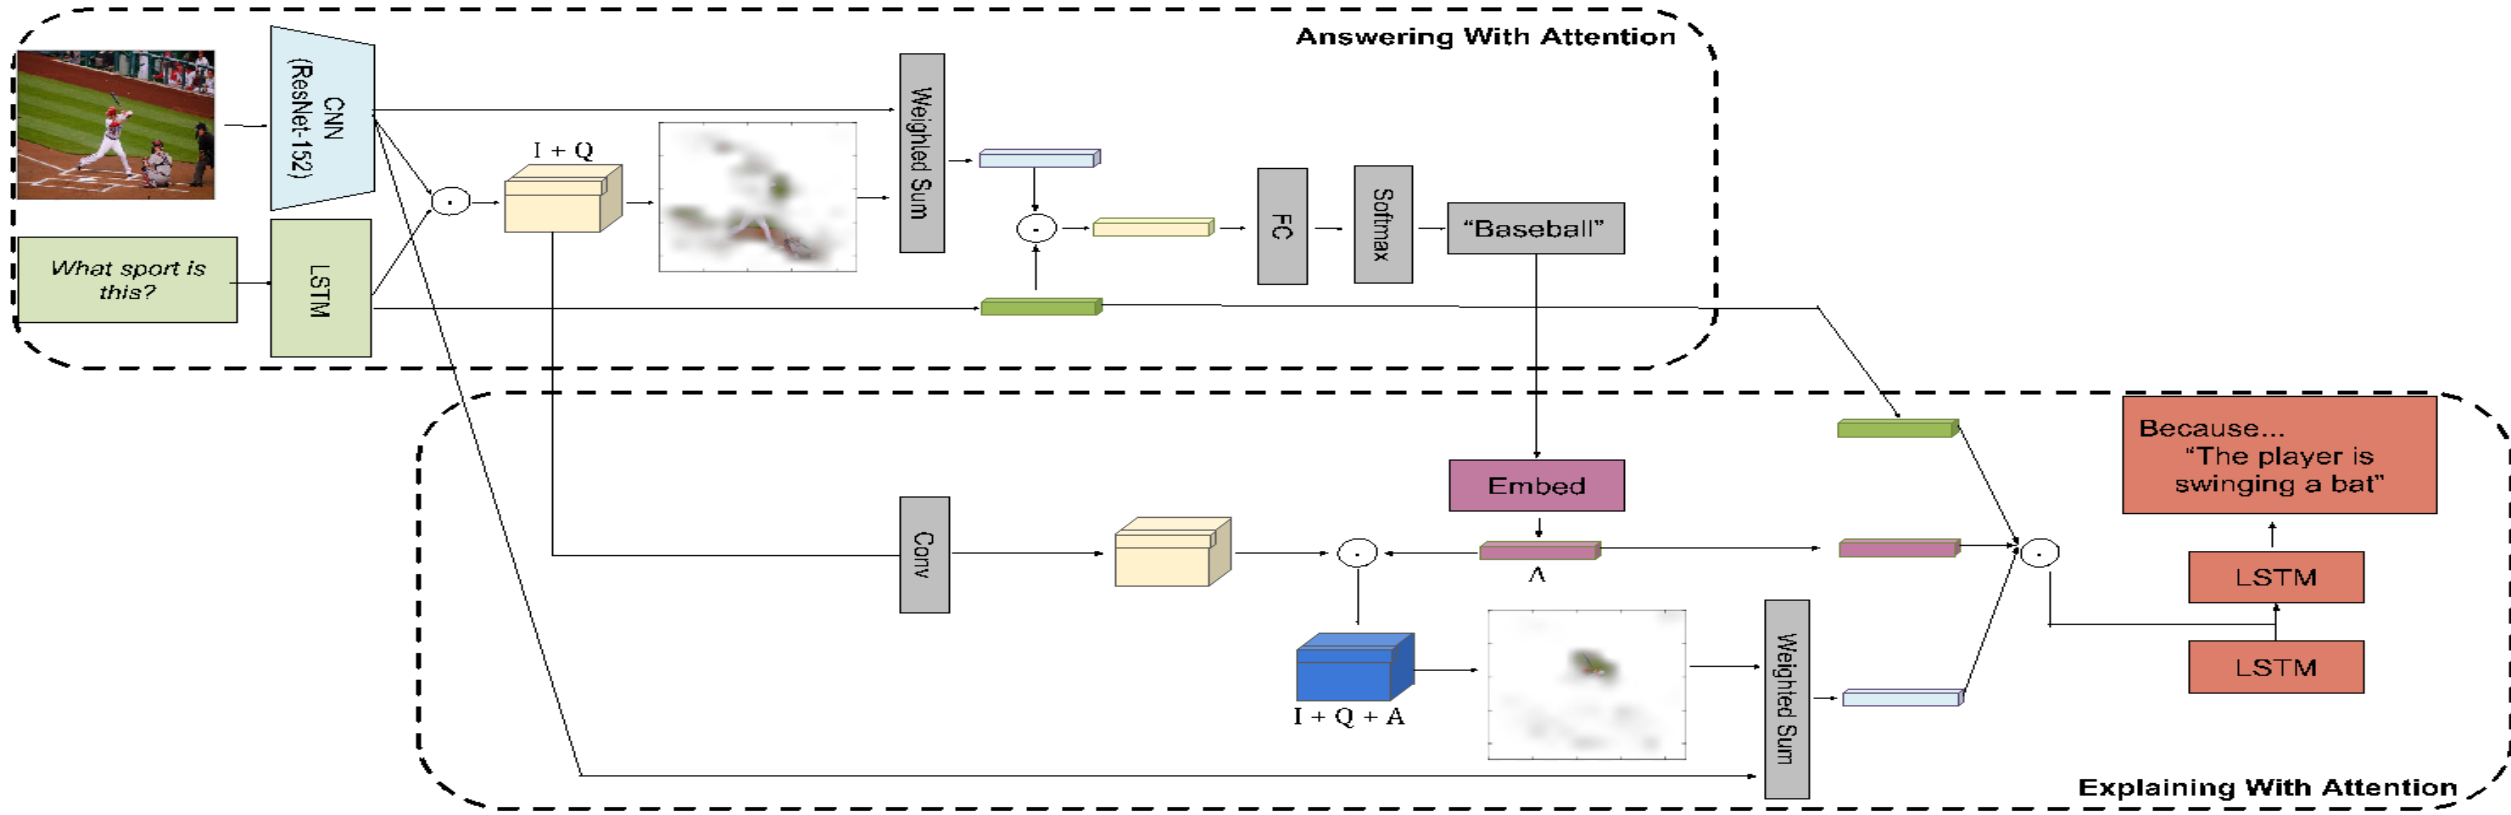 Answering With Attention
CNN
(ResNet-152)
Weighted Sum
I + Q
FC
Softmax
“Baseball”
What sport is
this?
LSTM
Because...
“The player is
swinging a bat”
Embed
Conv
A
LSTM
Weighted Sum
LSTM
I + Q + A
Explaining With Attention